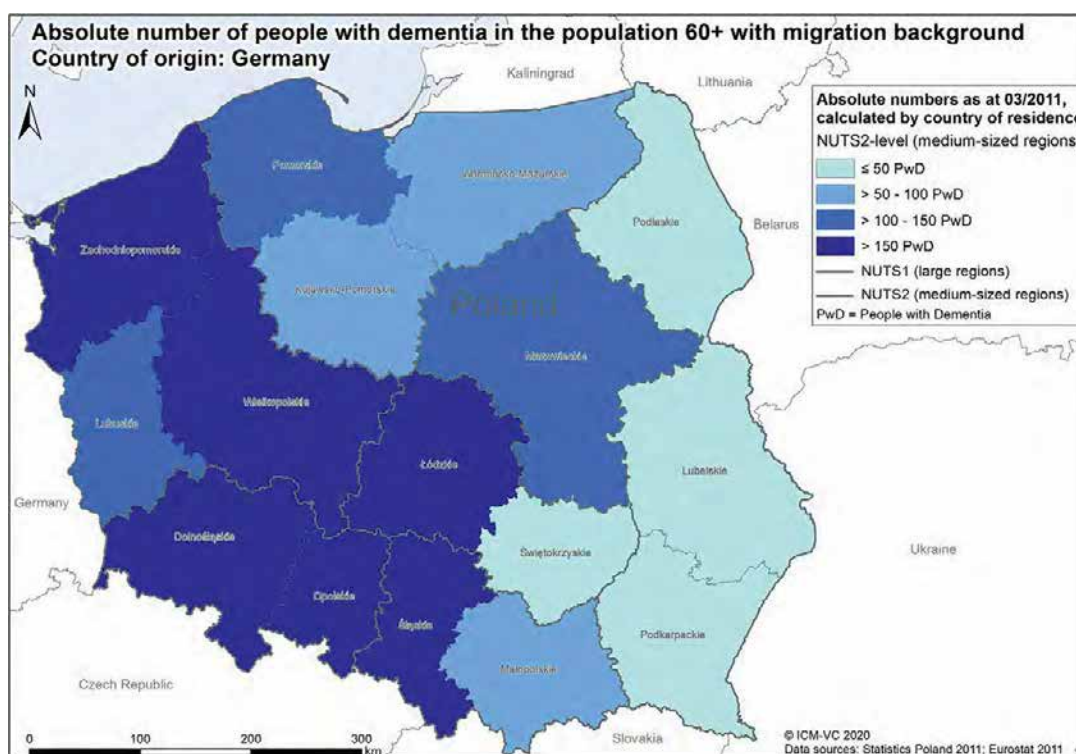 Absolute number of people with dementia in the population 60+ with migration background
Country of origin: Germany
Kaliningrad
Lithuania
N
Absolute numbers as at 03/2011,
calculated by country of residence
NUTS2-level (medium-sized regions
≤ 50 PwD
> 50 - 100 PwD
> 100 - 150 PwD
> 150 PwD
NUTS1 (large regions)
NUTS2 (medium-sized regions)
PwD = People with Dementia
Pomorskie
Warmińsko-Mazurskie
Podlaskie
Belarus
Zachodniopomorskie
Kujawsko-Pomorskie
Poland
Mazowieckie
Lubuskie
Wielkopolskie
Łódzkie
Lubelskie
Germany
Dolnośląskie
Świętokrzyskie
Ukraine
Opolskie
Śląskie
Podkarpackie
Małopolskie
Czech Republic
Slovakia
0 100 200 300
km
© ICM-VC 2020
Data sources: Statistics Poland 2011; Eurostat 2011